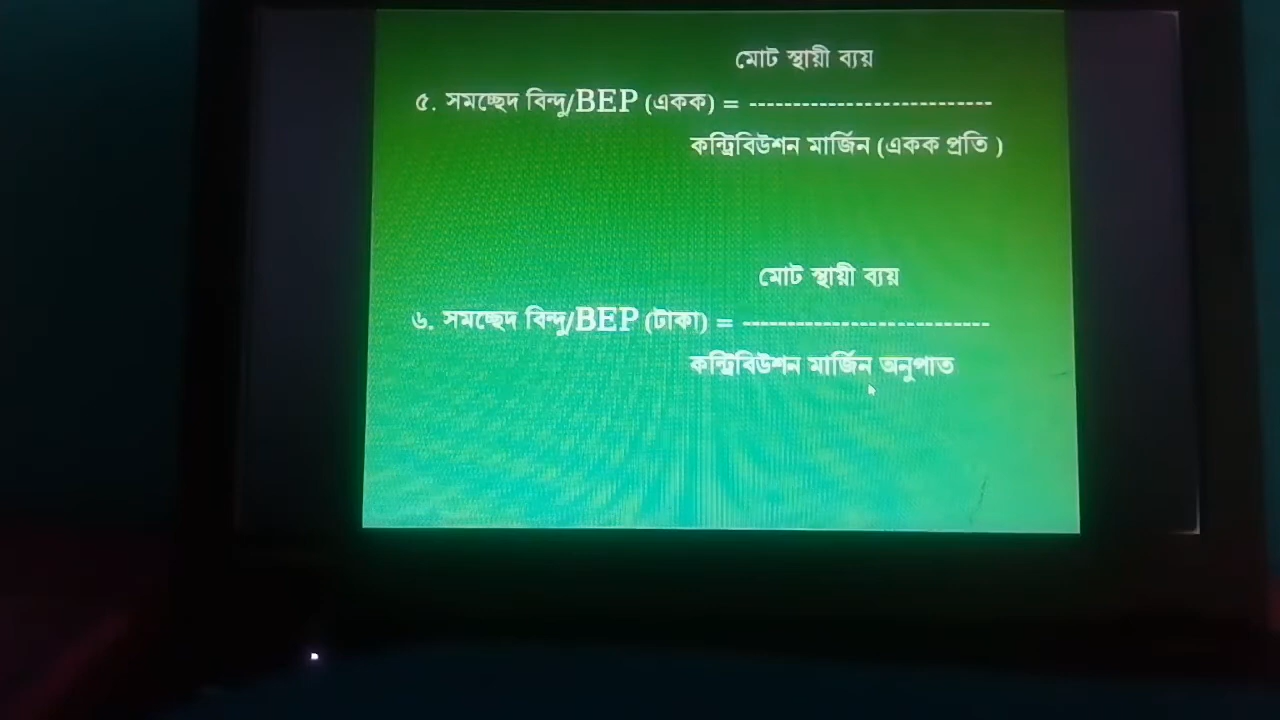 মোট স্থায়ী ব্যয়
৫. সমচ্ছেদ বিন্দু/BEP (একক) = ---------------------------
কন্ট্রিবিউশন মার্জিন (একক প্রতি )
মোট স্থায়ী ব্যয়
৬. সমচ্ছেদ বিন্দু/BEP (টাকা) = ---------------------------
কন্ট্রিবিউশন মার্জিন অনুপাত